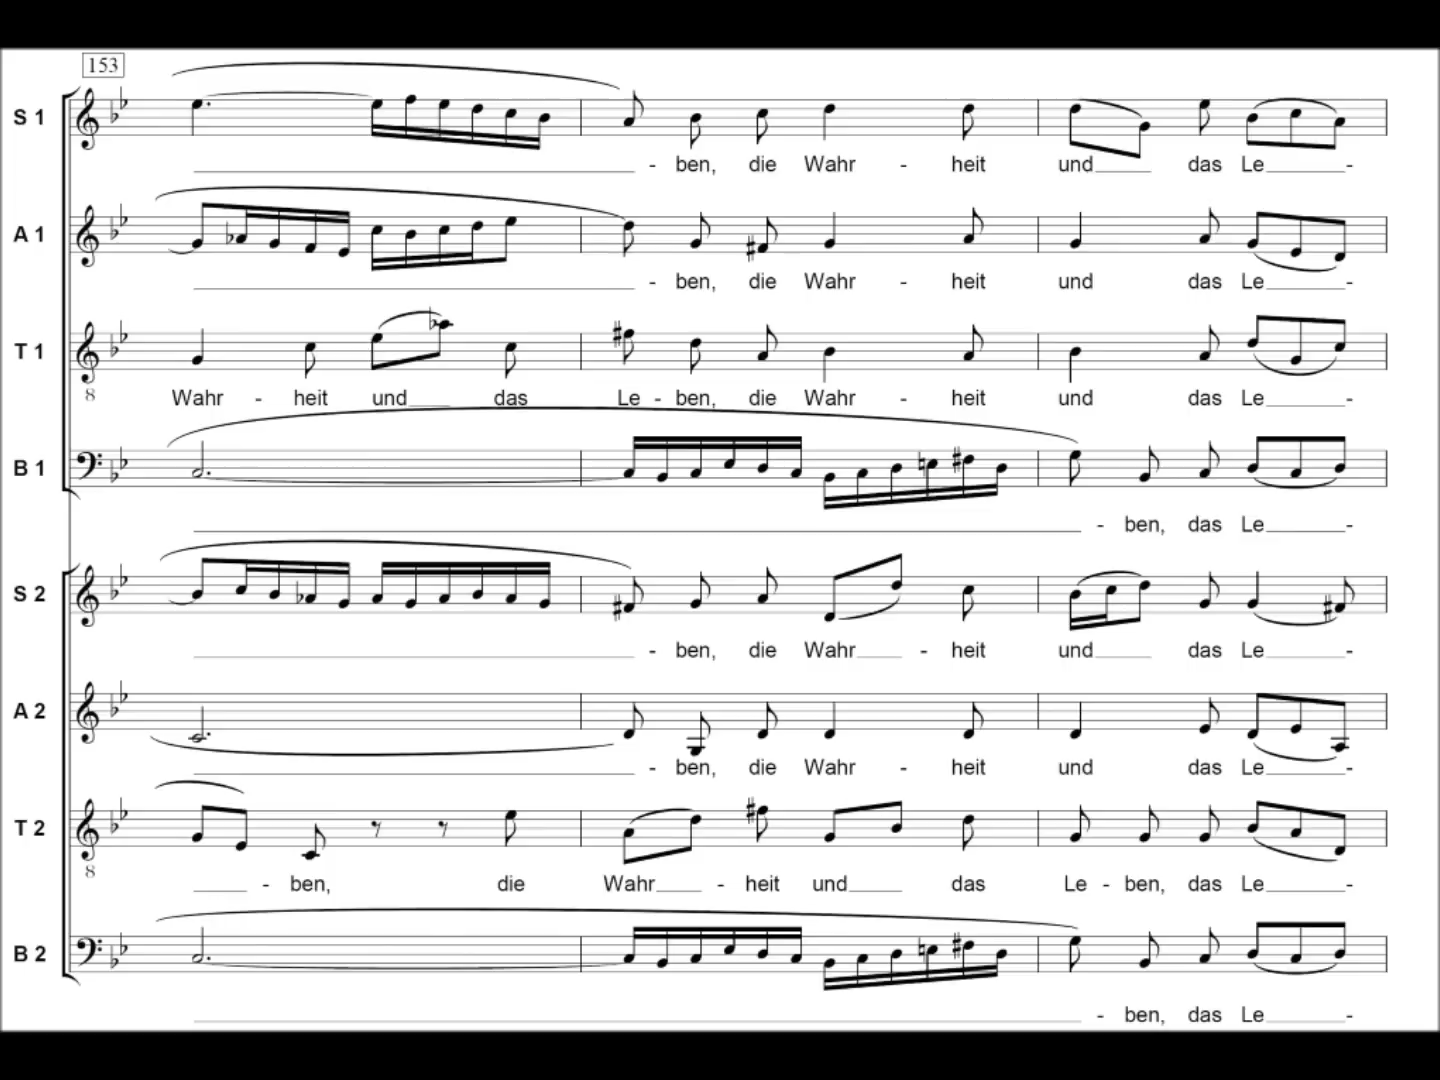 153
S 1
- ben, die Wahr - heit und das Le -
A 1
- ben, die Wahr - heit und das Le -
T 1
8
Wahr - heit und das Le - ben, die Wahr - heit und das Le -
B 1
- ben, das Le -
S 2
- ben, die Wahr - heit und das Le -
A 2
- ben, die Wahr - heit und das Le -
T 2
8
- ben, die Wahr - heit und das Le - ben, das Le -
B 2
- ben, das Le -